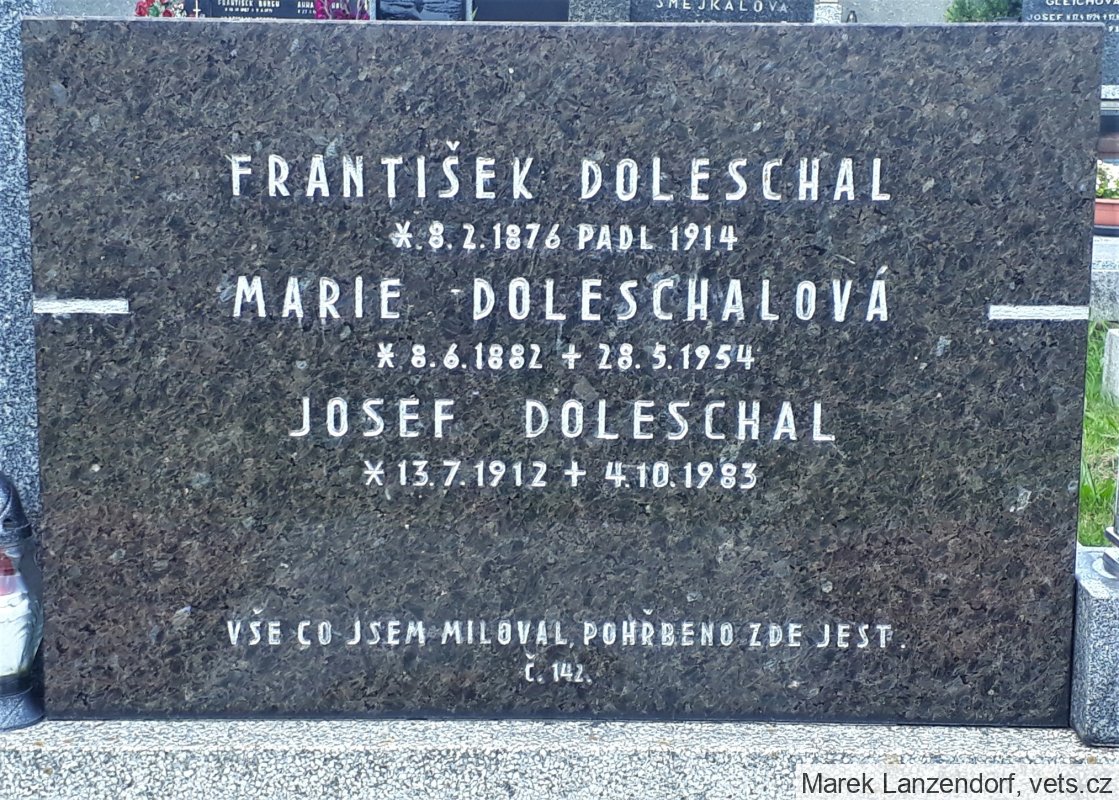 SMEJKALOVÁ
FRANTIŠEK DOLESCHAL
*.8.2.1876 PADL 1914
MARIE DOLESCHALOVÁ
* 8.6.1882 + 28.5.1954
JOSEF DOLESCHAL
* 13.7.1912 + 4.10.1983
VŠE CO JSEM MILOVAL, POHŘBENO ZDE JEST.
Č. 142.
Marek Lanzendorf, vets.cz